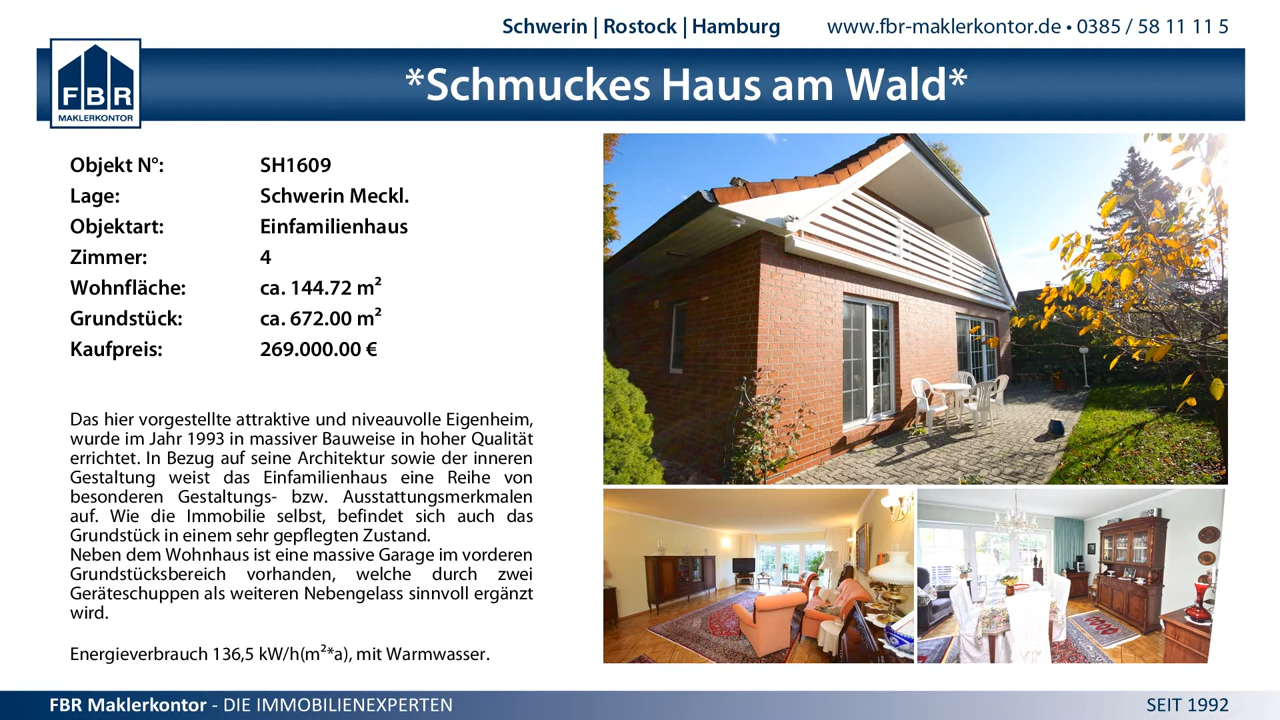 Schwerin | Rostock | Hamburg www.fbr-maklerkontor.de • 0385 / 58 11 11 5
FBR
MAKLERKONTOR
*Schmuckes Haus am Wald*
Objekt N°: SH1609
Lage: Schwerin Meckl.
Objektart: Einfamilienhaus
Zimmer: 4
Wohnfläche: ca. 144.72 m²
Grundstück: ca. 672.00 m²
Kaufpreis: 269.000.00 €
Das hier vorgestellte attraktive und niveauvolle Eigenheim,
wurde im Jahr 1993 in massiver Bauweise in hoher Qualität
errichtet. In Bezug auf seine Architektur sowie der inneren
Gestaltung weist das Einfamilienhaus eine Reihe von
besonderen Gestaltungs- bzw. Ausstattungsmerkmalen
auf. Wie die Immobilie selbst, befindet sich auch das
Grundstück in einem sehr gepflegten Zustand.
Neben dem Wohnhaus ist eine massive Garage im vorderen
Grundstücksbereich vorhanden, welche durch zwei
Geräteschuppen als weiteren Nebengelass sinnvoll ergänzt
wird.
Energieverbrauch 136,5 kW/h(m²*a), mit Warmwasser.
FBR Maklerkontor - DIE IMMOBILIENEXPERTEN SEIT 1992